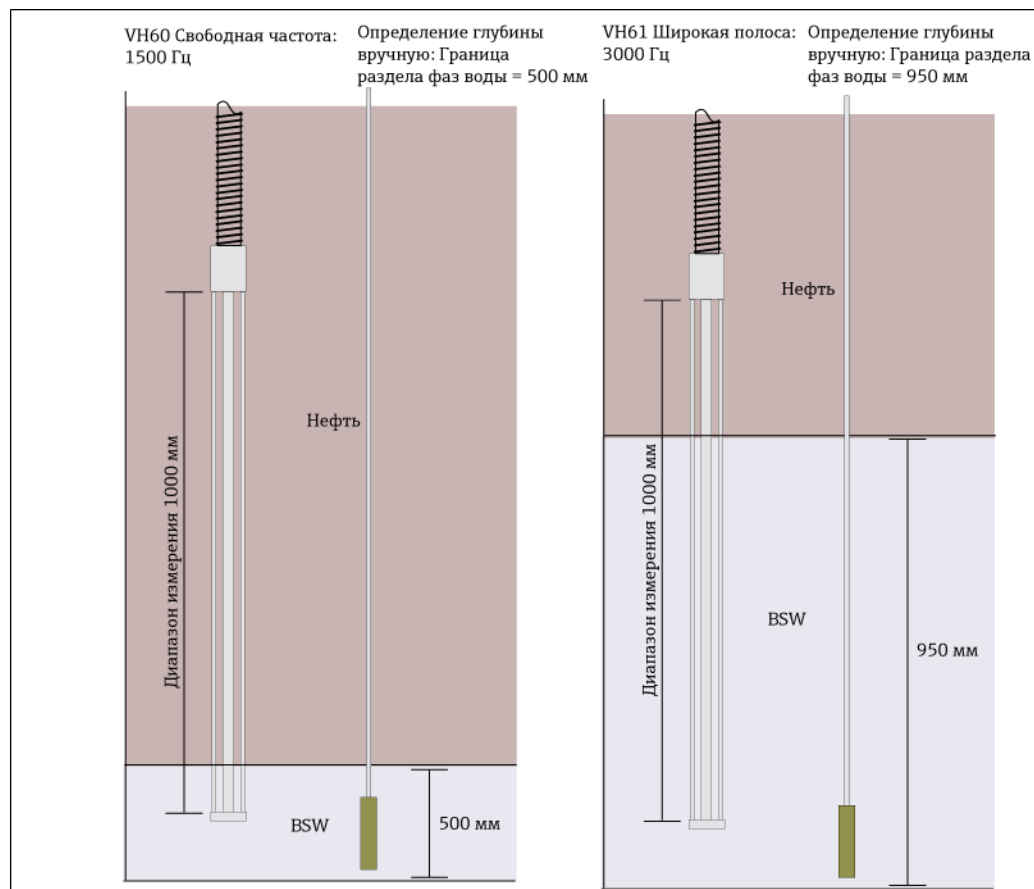 VH60 Свободная частота:
1500 Гц
Определение глубины
вручную: Граница
раздела фаз воды = 500 мм
Нефть
Диапазон измерения 1000 мм
BSW
500 мм
VH61 Широкая полоса:
3000 Гц
Определение глубины
вручную: Граница раздела
фаз воды = 950 мм
Нефть
Диапазон измерения 1000 мм
BSW
950 мм